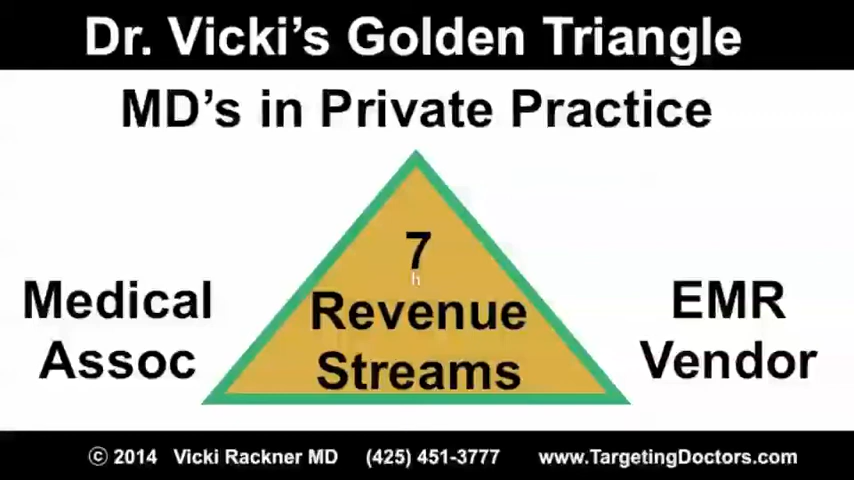 Dr. Vicki's Golden Triangle
MD's in Private Practice
7
h
Revenue
Streams
Medical
Assoc
EMR
Vendor
© 2014 Vicki Rackner MD (425) 451-3777 www.TargetingDoctors.com